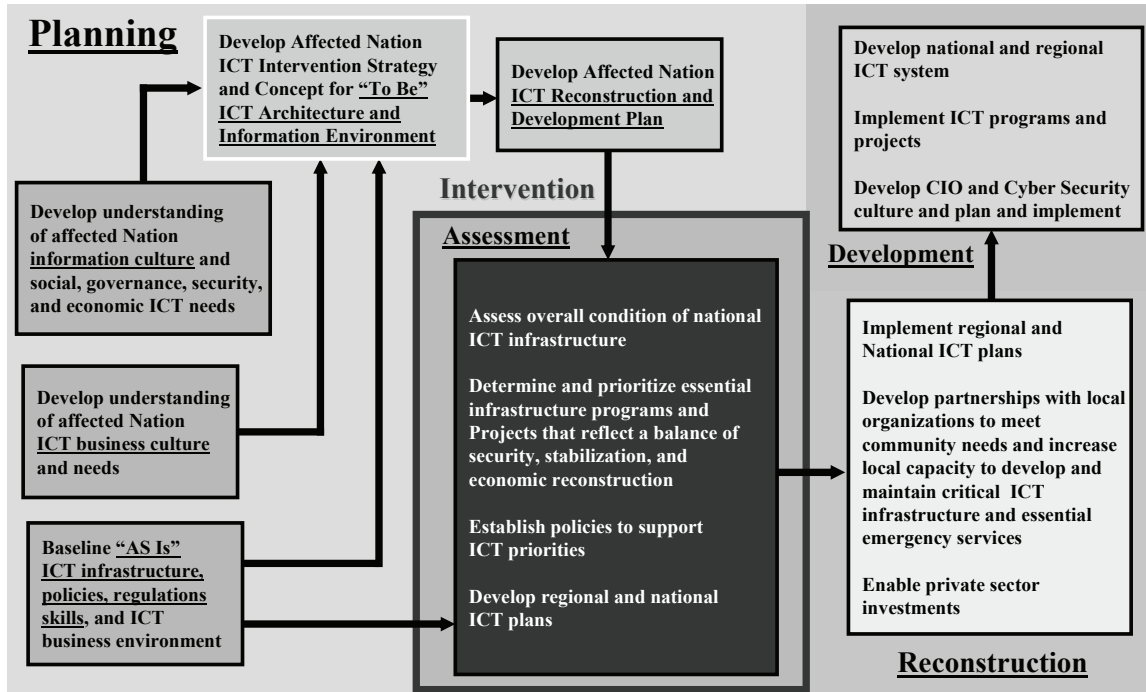 Planning
Develop Affected Nation
ICT Intervention Strategy
and Concept for “To Be”
ICT Architecture and
Information Environment
Develop Affected Nation
ICT Reconstruction and
Development Plan
Develop understanding
of affected Nation
information culture and
social, governance, security,
and economic ICT needs
Develop understanding
of affected Nation
ICT business culture
and needs
Baseline “AS Is”
ICT infrastructure,
policies, regulations
skills, and ICT
business environment
Intervention
Assessment
Assess overall condition of national
ICT infrastructure
Determine and prioritize essential
infrastructure programs and
Projects that reflect a balance of
security, stabilization, and
economic reconstruction
Establish policies to support
ICT priorities
Develop regional and national
ICT plans
Develop national and regional
ICT system
Implement ICT programs and
projects
Develop CIO and Cyber Security
culture and plan and implement
Development
Implement regional and
National ICT plans
Develop partnerships with local
organizations to meet
community needs and increase
local capacity to develop and
maintain critical ICT
infrastructure and essential
emergency services
Enable private sector
investments
Reconstruction